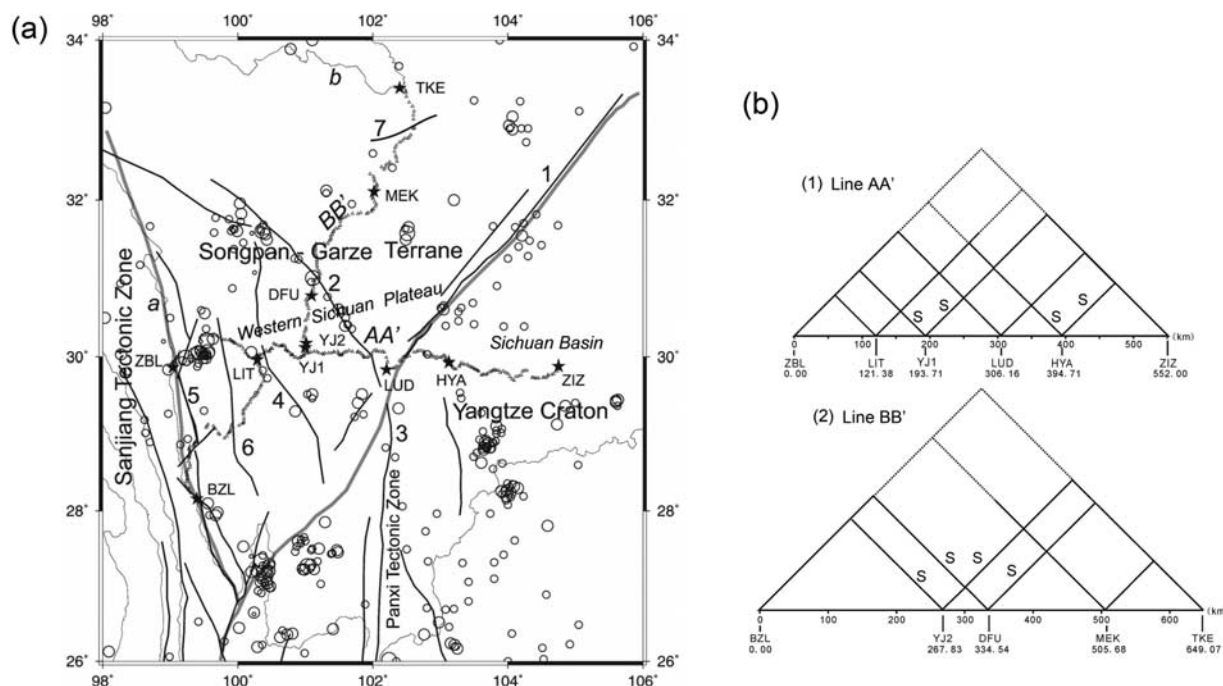 (a)
98 100 102 104 106
34° 34°
b
TKE
7
1
32° 32°
MEK
BB'
Songpan - Garze Terrane
2
DFU
Western Sichuan Plateau
a
Sanjiang Tectonic Zone
AA'
Sichuan Basin
YJ2
30° 30°
ZBL
LIT
YJ1
LUD
HYA
ZIZ
5
4
Yangtze Craton
6
3
BZL
28° 28°
Panxi Tectonic Zone
26° 26°
98° 100° 102° 104° 106°
(b)
(1) Line AA'
S S S S
0 100 200 300 400 500 (km)
ZBL LIT YJ1 LUD HYA ZIZ
0.00 121.38 193.71 306.16 394.71 552.00
(2) Line BB'
S S
S S
100 200 300 400 500 600 (km)
BZL YJ2 DFU MEK TKE
0.00 267.83 334.54 505.68 649.07